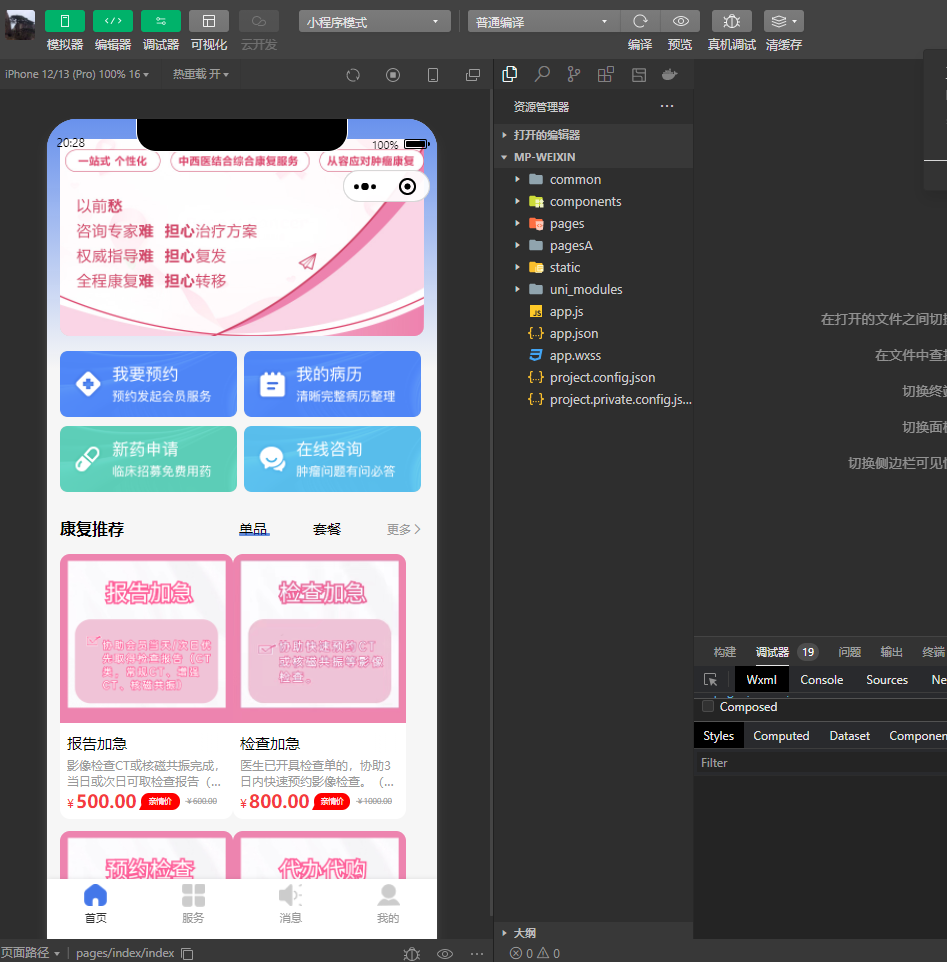 模拟器 编辑器 调试器 可视化 云开发
小程序模式 普通编译
编译 预览 真机调试 清缓存
iPhone 12/13 (Pro) 100% 16 热重载 开
20:28 100%
一站式 个性化 中西医结合综合康复服务 从容应对肿瘤康复
以前愁
咨询专家难 担心治疗方案
权威指导难 担心复发
全程康复难 担心转移
我要预约
预约发起会员服务
我的病历
清晰完整病历整理
新药申请
临床招募免费用药
在线咨询
肿瘤问题有问必答
康复推荐 单品 套餐 更多
报告加急
协助会员当天/次日优
先取得检查报告（CT
类，常规CT、增强
CT、核磁共振）
检查加急
协助快速预约CT
或核磁共振等影像
检查。
报告加急
影像检查CT或核磁共振完成，
当日或次日可取检查报告（...
¥500.00 亲情价 ¥600.00
检查加急
医生已开具检查单的，协助3
日内快速预约影像检查。（...
¥800.00 亲情价 ¥1000.00
预约检查 代办代购
首页 服务 消息 我的
页面路径 pages/index/index
资源管理器 ...
打开的编辑器
MP-WEIXIN
common
components
pages
pagesA
static
uni_modules
JS app.js
{..} app.json
app.wxss
{..} project.config.json
{..} project.private.config.js...
大纲
0 0
在打开的文件之间切换
在文件中查找
切换终端
切换面板
切换侧边栏可见性
构建 调试器 19 问题 输出 终端
Wxml Console Sources Ne
Composed
Styles Computed Dataset Componen
Filter